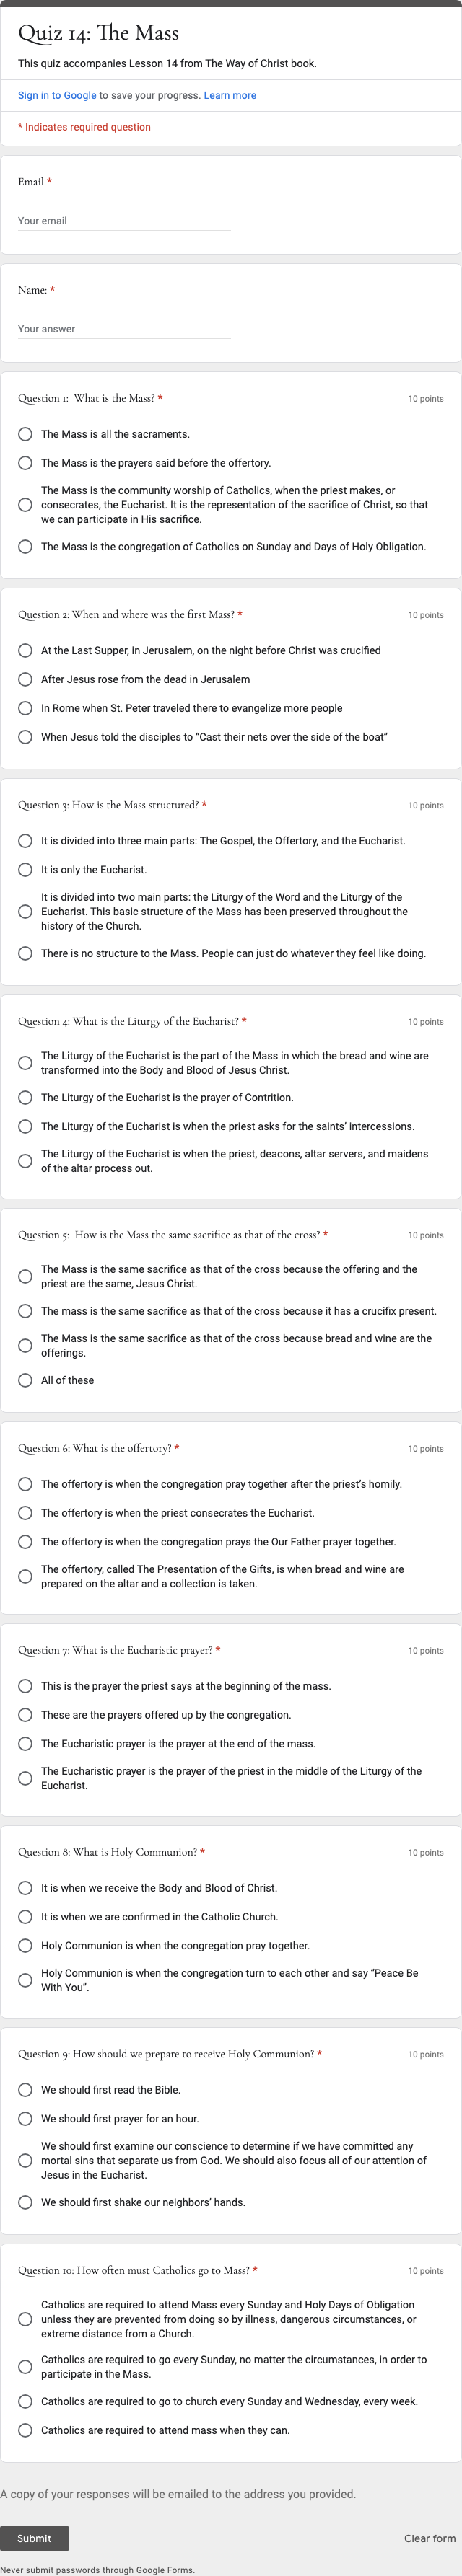 Quiz 14: The Mass
This quiz accompanies Lesson 14 from The Way of Christ book.
Sign in to Google to save your progress. Learn more
* Indicates required question
Email *
Your email
Name: *
Your answer
Question 1:  What is the Mass? *
10 points
The Mass is all the sacraments.
The Mass is the prayers said before the offertory.
The Mass is the community worship of Catholics, when the priest makes, or
consecrates, the Eucharist. It is the representation of the sacrifice of Christ, so that
we can participate in His sacrifice.
The Mass is the congregation of Catholics on Sunday and Days of Holy Obligation.
Question 2: When and where was the first Mass? *
10 points
At the Last Supper, in Jerusalem, on the night before Christ was crucified
After Jesus rose from the dead in Jerusalem
In Rome when St. Peter traveled there to evangelize more people
When Jesus told the disciples to “Cast their nets over the side of the boat”
Question 3: How is the Mass structured? *
10 points
It is divided into three main parts: The Gospel, the Offertory, and the Eucharist.
It is only the Eucharist.
It is divided into two main parts: the Liturgy of the Word and the Liturgy of the
Eucharist. This basic structure of the Mass has been preserved throughout the
history of the Church.
There is no structure to the Mass. People can just do whatever they feel like doing.
Question 4: What is the Liturgy of the Eucharist? *
10 points
The Liturgy of the Eucharist is the part of the Mass in which the bread and wine are
transformed into the Body and Blood of Jesus Christ.
The Liturgy of the Eucharist is the prayer of Contrition.
The Liturgy of the Eucharist is when the priest asks for the saints’ intercessions.
The Liturgy of the Eucharist is when the priest, deacons, altar servers, and maidens
of the altar process out.
Question 5:  How is the Mass the same sacrifice as that of the cross? *
10 points
The Mass is the same sacrifice as that of the cross because the offering and the
priest are the same, Jesus Christ.
The mass is the same sacrifice as that of the cross because it has a crucifix present.
The Mass is the same sacrifice as that of the cross because bread and wine are the
offerings.
All of these
Question 6: What is the offertory? *
10 points
The offertory is when the congregation pray together after the priest’s homily.
The offertory is when the priest consecrates the Eucharist.
The offertory is when the congregation prays the Our Father prayer together.
The offertory, called The Presentation of the Gifts, is when bread and wine are
prepared on the altar and a collection is taken.
Question 7: What is the Eucharistic prayer? *
10 points
This is the prayer the priest says at the beginning of the mass.
These are the prayers offered up by the congregation.
The Eucharistic prayer is the prayer at the end of the mass.
The Eucharistic prayer is the prayer of the priest in the middle of the Liturgy of the
Eucharist.
Question 8: What is Holy Communion? *
10 points
It is when we receive the Body and Blood of Christ.
It is when we are confirmed in the Catholic Church.
Holy Communion is when the congregation pray together.
Holy Communion is when the congregation turn to each other and say “Peace Be
With You”.
Question 9: How should we prepare to receive Holy Communion? *
10 points
We should first read the Bible.
We should first prayer for an hour.
We should first examine our conscience to determine if we have committed any
mortal sins that separate us from God. We should also focus all of our attention of
Jesus in the Eucharist.
We should first shake our neighbors’ hands.
Question 10: How often must Catholics go to Mass? *
10 points
Catholics are required to attend Mass every Sunday and Holy Days of Obligation
unless they are prevented from doing so by illness, dangerous circumstances, or
extreme distance from a Church.
Catholics are required to go every Sunday, no matter the circumstances, in order to
participate in the Mass.
Catholics are required to go to church every Sunday and Wednesday, every week.
Catholics are required to attend mass when they can.
A copy of your responses will be emailed to the address you provided.
Submit
Clear form
Never submit passwords through Google Forms.